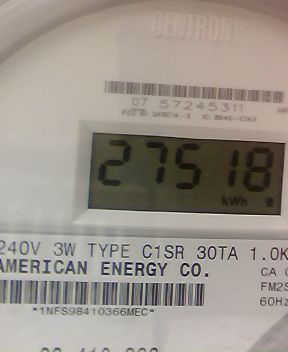 CENTRON®
07 57245311
27518
kWh
240V 3W TYPE C1SR 30TA 1.0K
AMERICAN ENERGY CO.
CA
FM2S
60Hz
*1NFS98410366MEC*